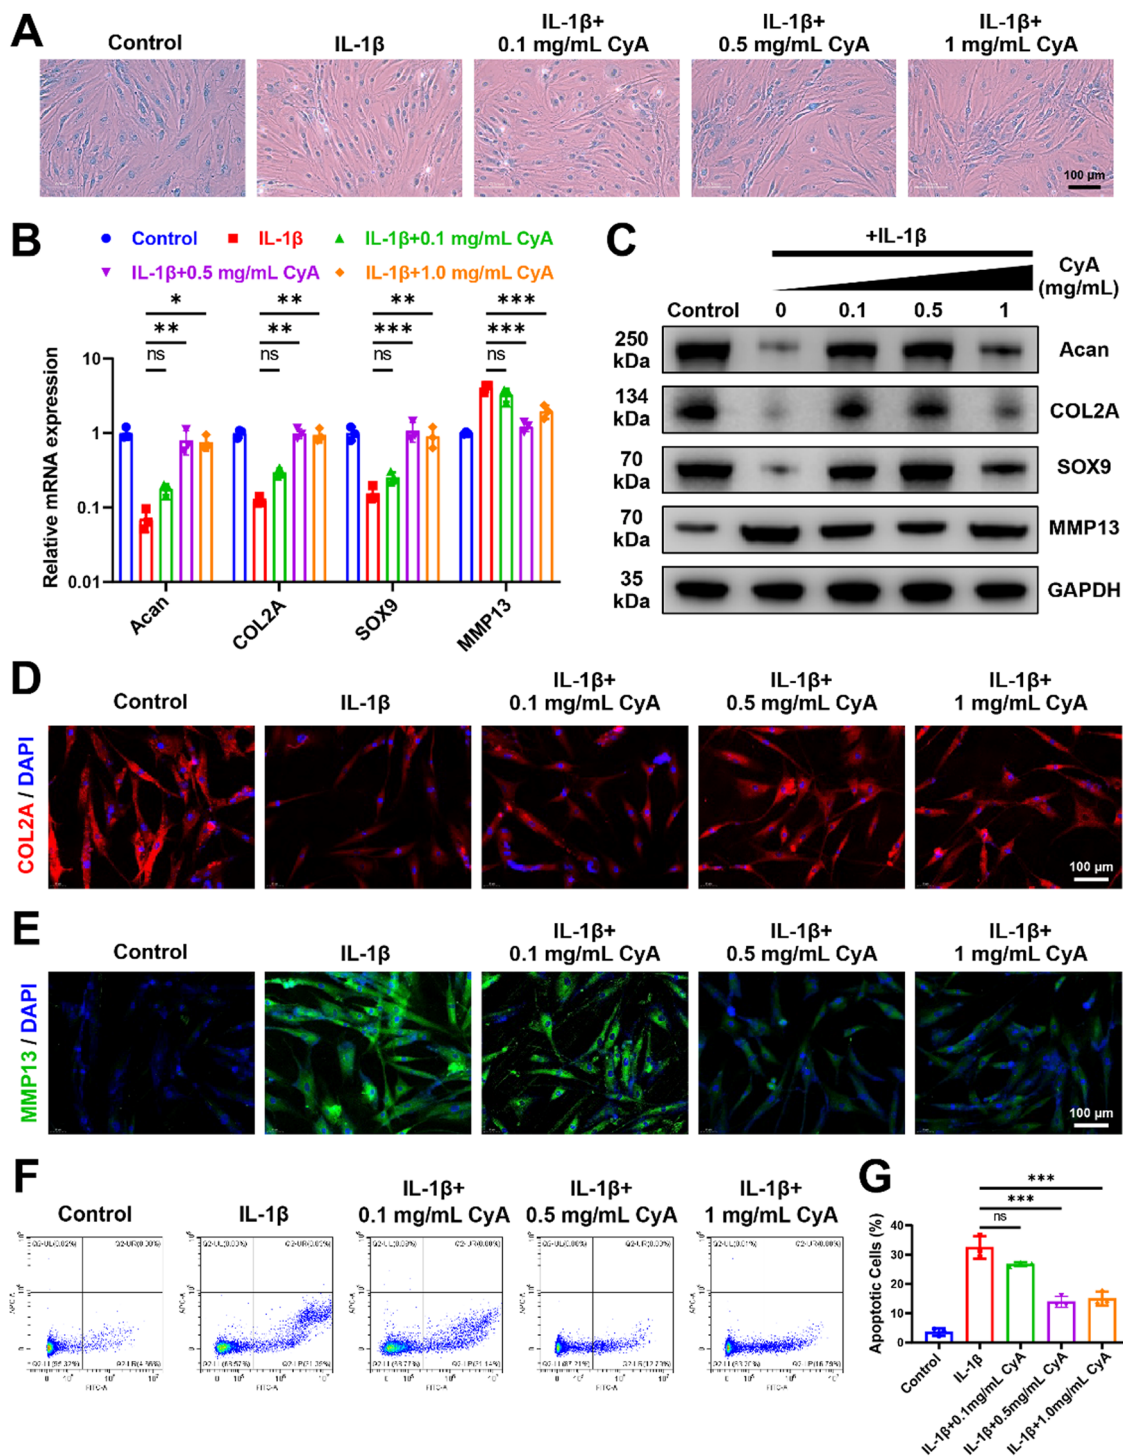 A
Control
IL-1β
IL-1β+
0.1 mg/mL CyA
IL-1β+
0.5 mg/mL CyA
IL-1β+
1 mg/mL CyA
100 μm
B
Control
IL-1β
IL-1β+0.1 mg/mL CyA
IL-1β+0.5 mg/mL CyA
IL-1β+1.0 mg/mL CyA
* ** ** ***
** ** *** ***
ns ns ns ns
Relative mRNA expression
10
1
0.1
0.01
Acan
COL2A
SOX9
MMP13
C
+IL-1β
CyA
(mg/mL)
Control 0 0.1 0.5 1
250
kDa
Acan
134
kDa
COL2A
70
kDa
SOX9
70
kDa
MMP13
35
kDa
GAPDH
D
Control
IL-1β
IL-1β+
0.1 mg/mL CyA
IL-1β+
0.5 mg/mL CyA
IL-1β+
1 mg/mL CyA
COL2A / DAPI
100 μm
E
Control
IL-1β
IL-1β+
0.1 mg/mL CyA
IL-1β+
0.5 mg/mL CyA
IL-1β+
1 mg/mL CyA
MMP13 / DAPI
100 μm
F
Control
IL-1β
IL-1β+
0.1 mg/mL CyA
IL-1β+
0.5 mg/mL CyA
IL-1β+
1 mg/mL CyA
APC-A
FITC-A
APC-A
FITC-A
APC-A
FITC-A
APC-A
FITC-A
APC-A
FITC-A
G
***
***
ns
Apoptotic Cells (%)
40
30
20
10
0
Control
IL-1β
IL-1β+0.1mg/mL CyA
IL-1β+0.5mg/mL CyA
IL-1β+1.0mg/mL CyA